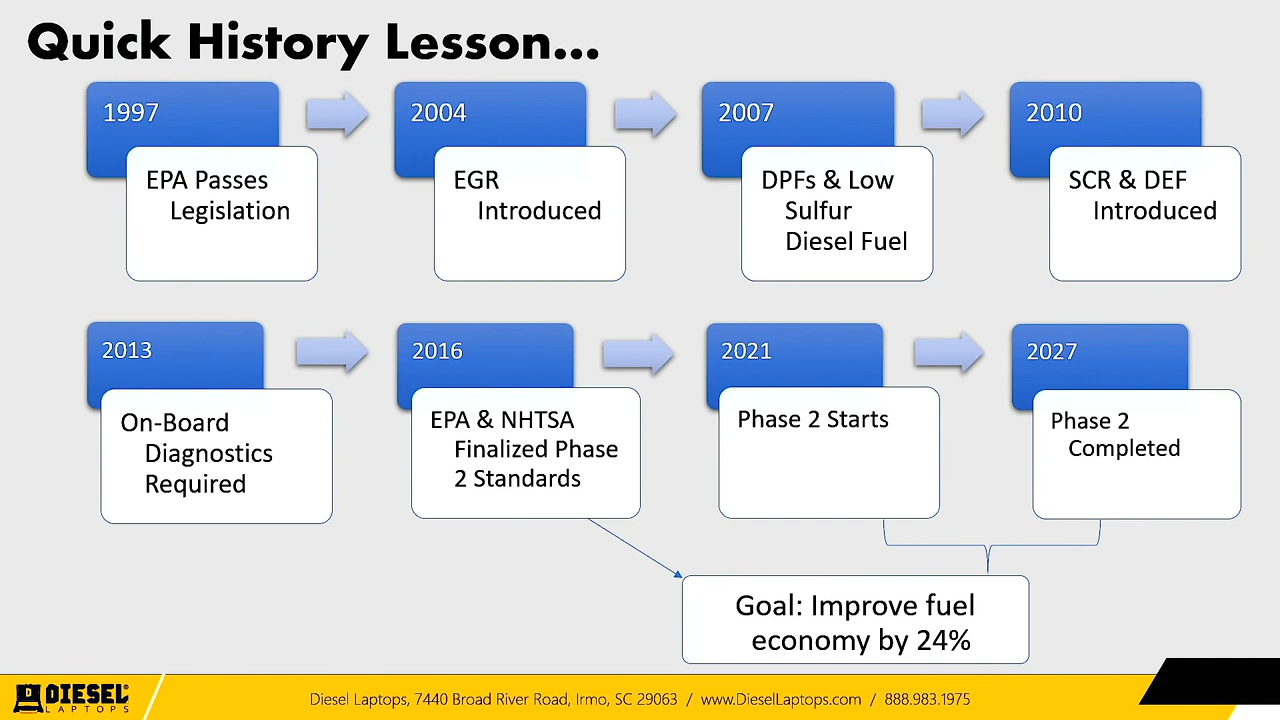 Quick History Lesson...
1997
EPA Passes
Legislation
2004
EGR
Introduced
2007
DPFs & Low
Sulfur
Diesel Fuel
2010
SCR & DEF
Introduced
2013
On-Board
Diagnostics
Required
2016
EPA & NHTSA
Finalized Phase
2 Standards
2021
Phase 2 Starts
2027
Phase 2
Completed
Goal: Improve fuel
economy by 24%
DIESEL
LAPTOPS
Diesel Laptops, 7440 Broad River Road, Irmo, SC 29063 / www.DieselLaptops.com / 888.983.1975